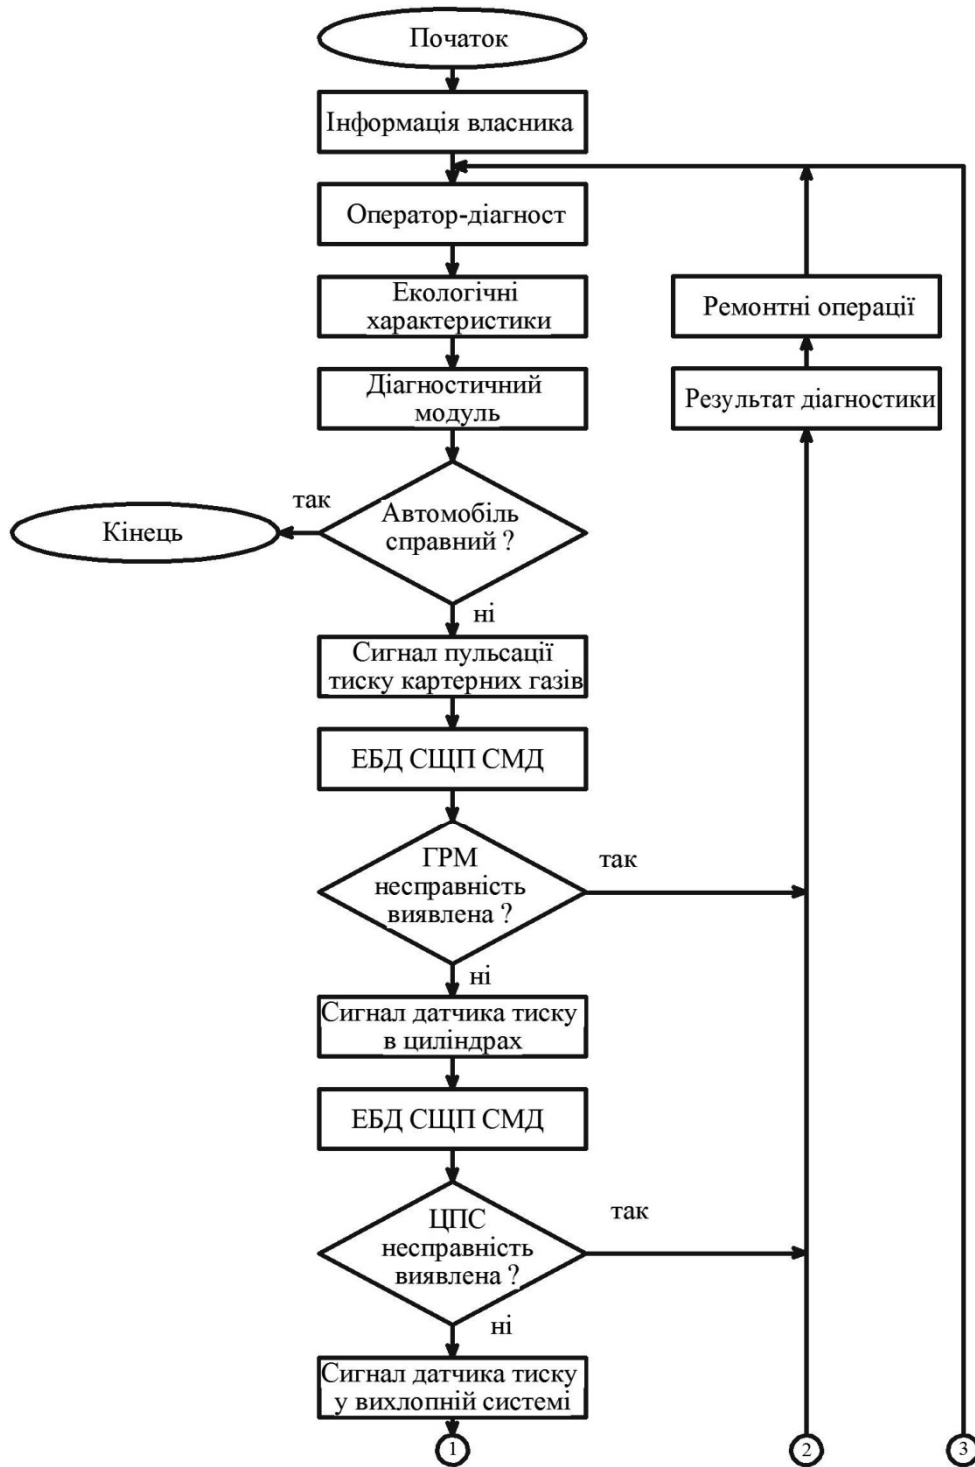 Початок
Інформація власника
Оператор-діагност
Екологічні
характеристики
Ремонтні операції
Діагностичний
модуль
Результат діагностики
так
Автомобіль
справний ?
Кінець
ні
Сигнал пульсації
тиску картерних газів
ЕБД СЩП СМД
ГРМ
несправність
виявлена ?
так
ні
Сигнал датчика тиску
в циліндрах
ЕБД СЩП СМД
ЦПС
несправність
виявлена ?
так
ні
Сигнал датчика тиску
у вихлопній системі
1
2
3